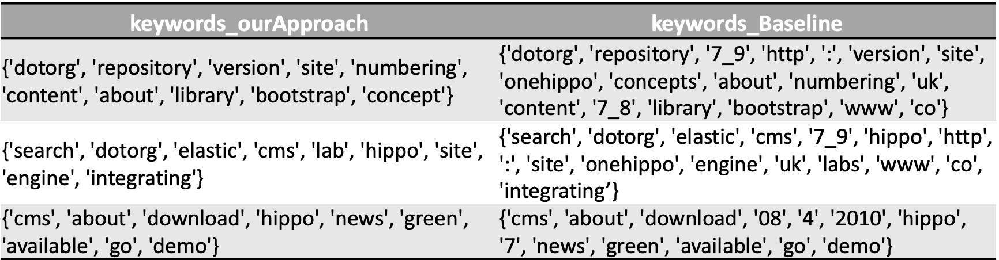 keywords_ourApproach
keywords_Baseline
{'dotorg', 'repository', 'version', 'site', 'numbering',
'content', 'about', 'library', 'bootstrap', 'concept'}
{'dotorg', 'repository', '7_9', 'http', ':', 'version', 'site',
'onehippo', 'concepts', 'about', 'numbering', 'uk',
'content', '7_8', 'library', 'bootstrap', 'www', 'co'}
{'search', 'dotorg', 'elastic', 'cms', 'lab', 'hippo', 'site',
'engine', 'integrating'}
{'search', 'dotorg', 'elastic', 'cms', '7_9', 'hippo', 'http',
':', 'site', 'onehippo', 'engine', 'uk', 'labs', 'www', 'co',
'integrating’}
{'cms', 'about', 'download', 'hippo', 'news', 'green',
'available', 'go', 'demo'}
{'cms', 'about', 'download', '08', '4', '2010', 'hippo',
'7', 'news', 'green', 'available', 'go', 'demo'}